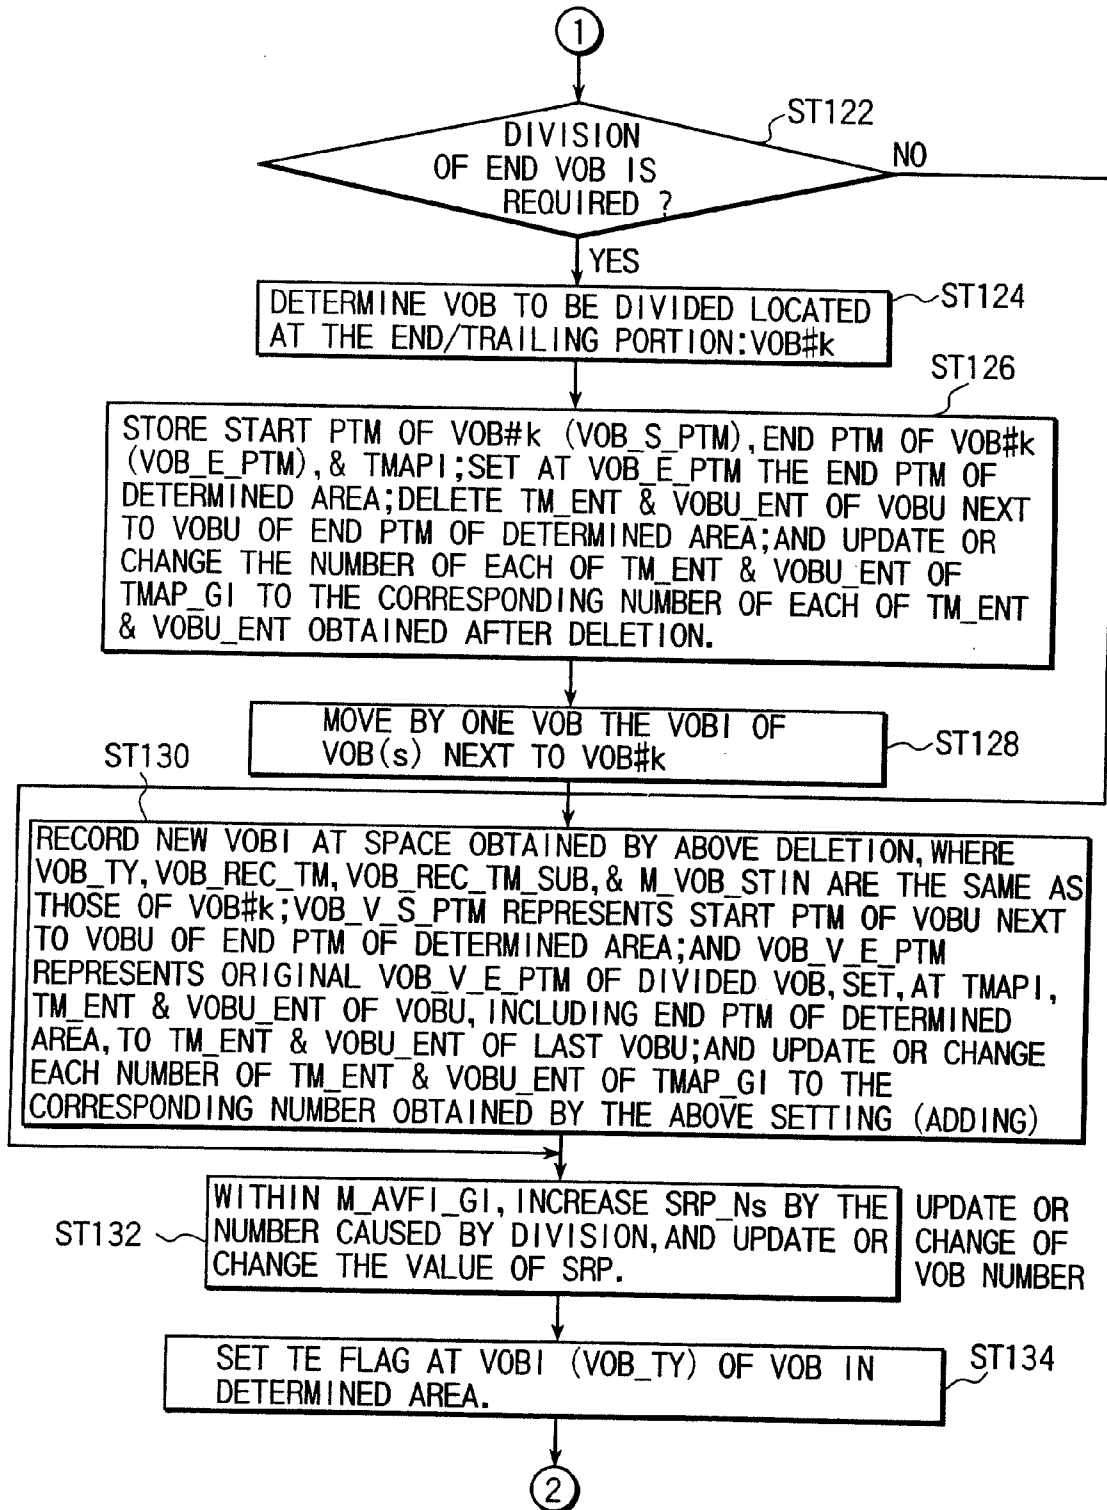 1
ST122
DIVISION
OF END VOB IS
REQUIRED ?
NO
YES
ST124
DETERMINE VOB TO BE DIVIDED LOCATED
AT THE END/TRAILING PORTION:VOB#k
ST126
STORE START PTM OF VOB#k (VOB_S_PTM), END PTM OF VOB#k
(VOB_E_PTM), & TMAPI;SET AT VOB_E_PTM THE END PTM OF
DETERMINED AREA;DELETE TM_ENT & VOBU_ENT OF VOBU NEXT
TO VOBU OF END PTM OF DETERMINED AREA;AND UPDATE OR
CHANGE THE NUMBER OF EACH OF TM_ENT & VOBU_ENT OF
TMAP_GI TO THE CORRESPONDING NUMBER OF EACH OF TM_ENT
& VOBU_ENT OBTAINED AFTER DELETION.
MOVE BY ONE VOB THE VOBI OF
VOB(s) NEXT TO VOB#k
ST128
ST130
RECORD NEW VOBI AT SPACE OBTAINED BY ABOVE DELETION, WHERE
VOB_TY, VOB_REC_TM, VOB_REC_TM_SUB, & M_VOB_STIN ARE THE SAME AS
THOSE OF VOB#k;VOB_V_S_PTM REPRESENTS START PTM OF VOBU NEXT
TO VOBU OF END PTM OF DETERMINED AREA;AND VOB_V_E_PTM
REPRESENTS ORIGINAL VOB_V_E_PTM OF DIVIDED VOB, SET, AT TMAPI,
TM_ENT & VOBU_ENT OF VOBU, INCLUDING END PTM OF DETERMINED
AREA, TO TM_ENT & VOBU_ENT OF LAST VOBU;AND UPDATE OR CHANGE
EACH NUMBER OF TM_ENT & VOBU_ENT OF TMAP_GI TO THE
CORRESPONDING NUMBER OBTAINED BY THE ABOVE SETTING (ADDING)
ST132
WITHIN M_AVFI_GI, INCREASE SRP_Ns BY THE
NUMBER CAUSED BY DIVISION, AND UPDATE OR
CHANGE THE VALUE OF SRP.
UPDATE OR
CHANGE OF
VOB NUMBER
SET TE FLAG AT VOBI (VOB_TY) OF VOB IN
DETERMINED AREA.
ST134
2